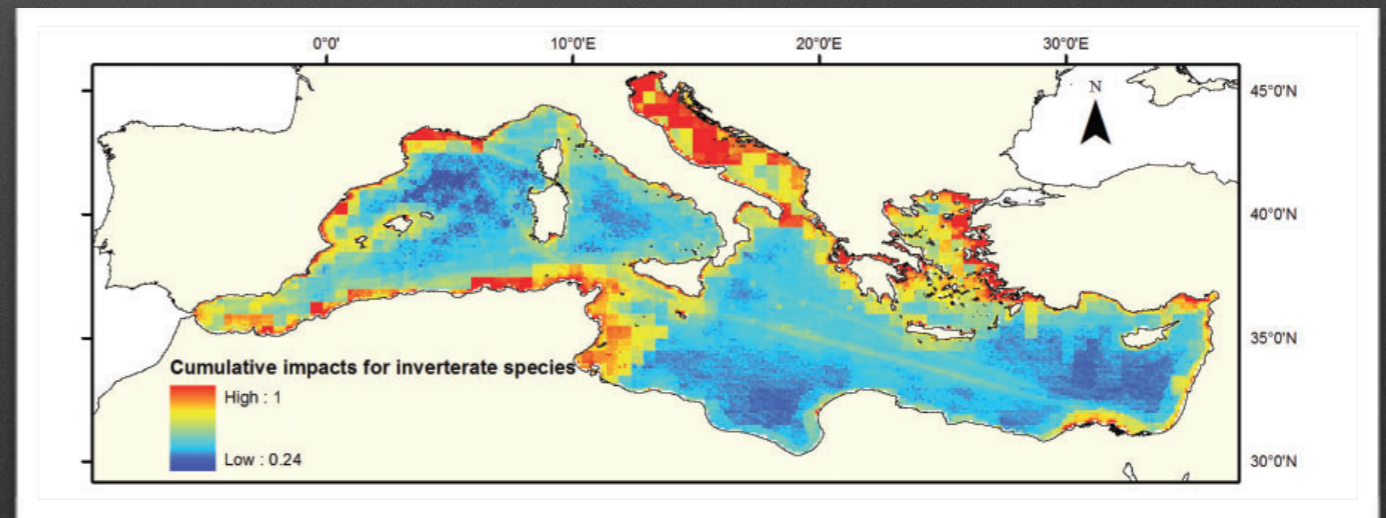 0°0'
10°0'E
20°0'E
30°0'E
N
45°0'N
40°0'N
35°0'N
30°0'N
Cumulative impacts for inverterate species
High : 1
Low : 0.24